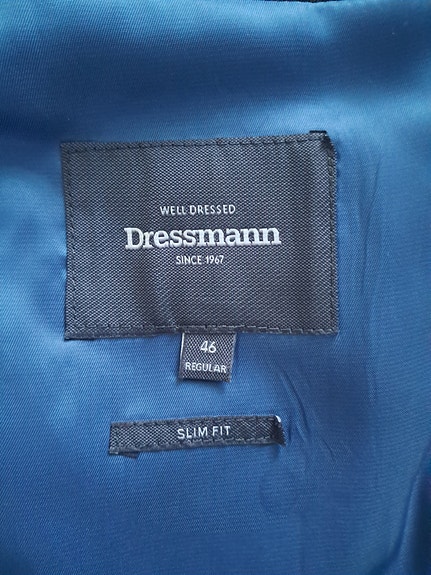 WELL DRESSED
Dressmann
SINCE 1967
46
REGULAR
SLIM FIT